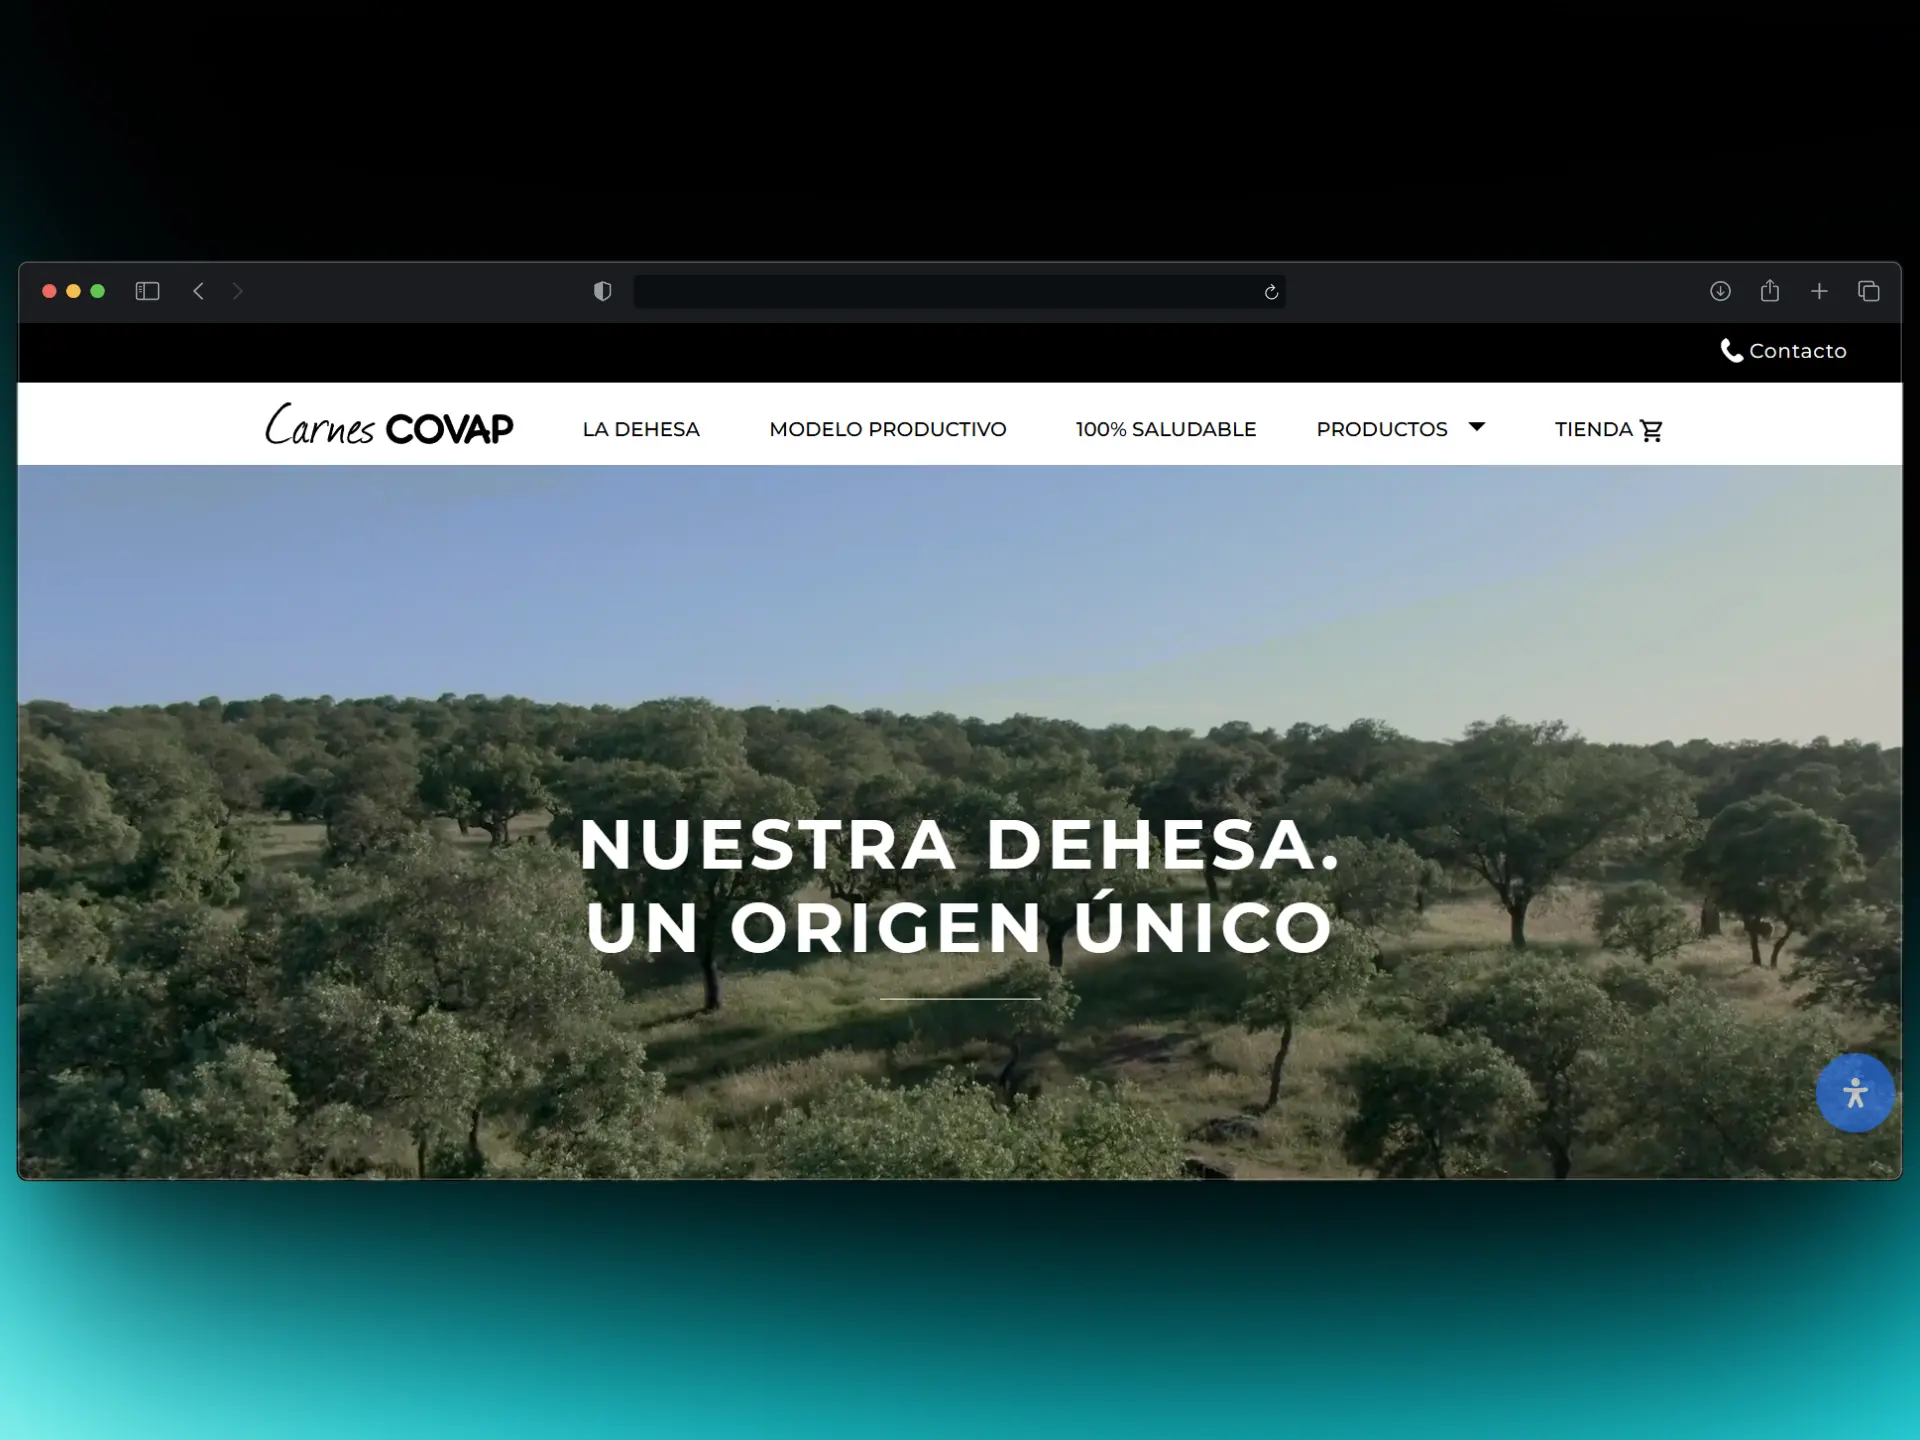 Contacto
Carnes COVAP
LA DEHESA
MODELO PRODUCTIVO
100% SALUDABLE
PRODUCTOS
TIENDA
NUESTRA DEHESA.
UN ORIGEN ÚNICO